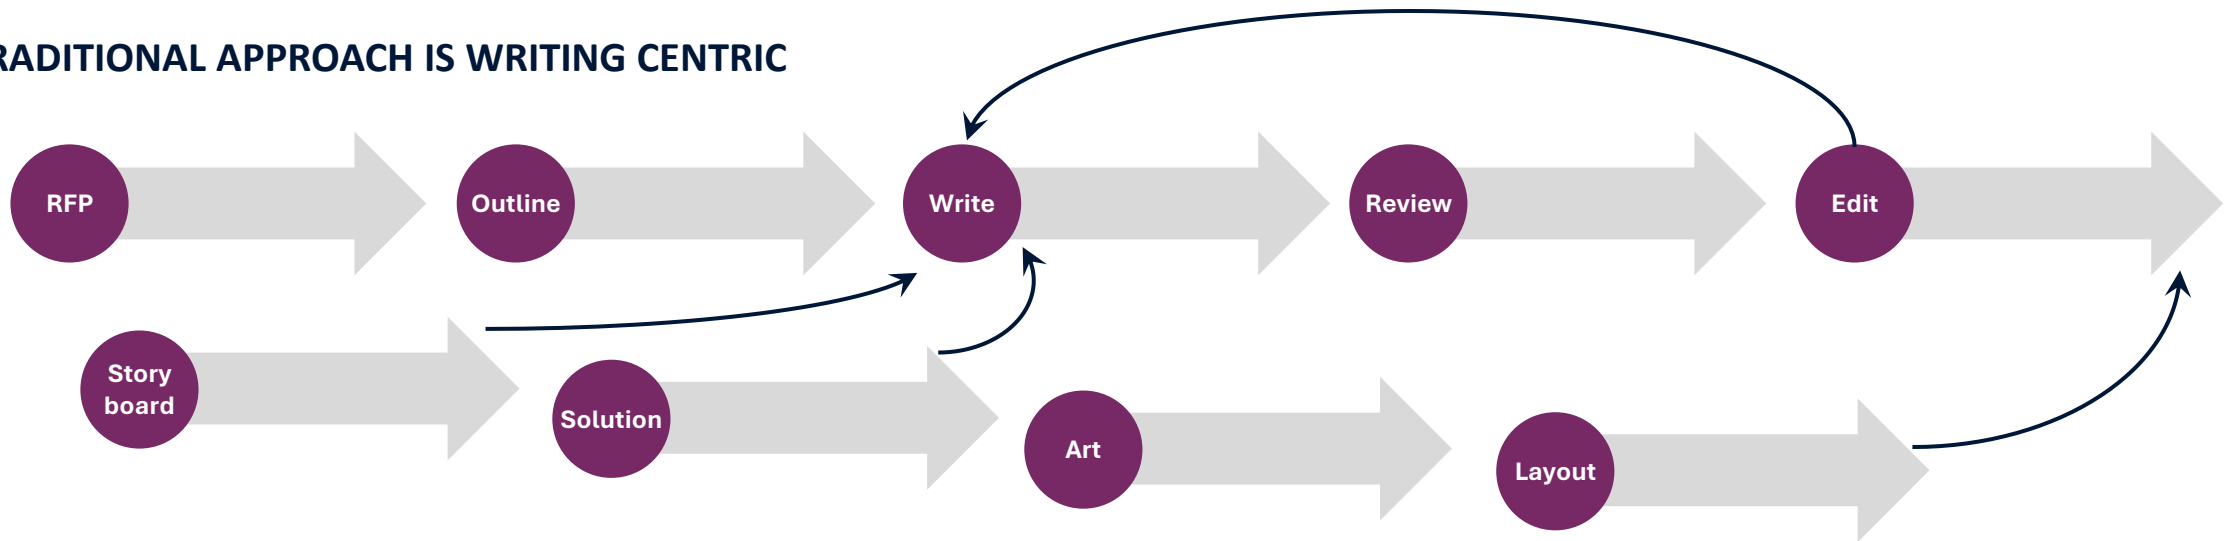 RADITIONAL APPROACH IS WRITING CENTRIC
RFP
Outline
Write
Review
Edit
Story
board
Solution
Art
Layout